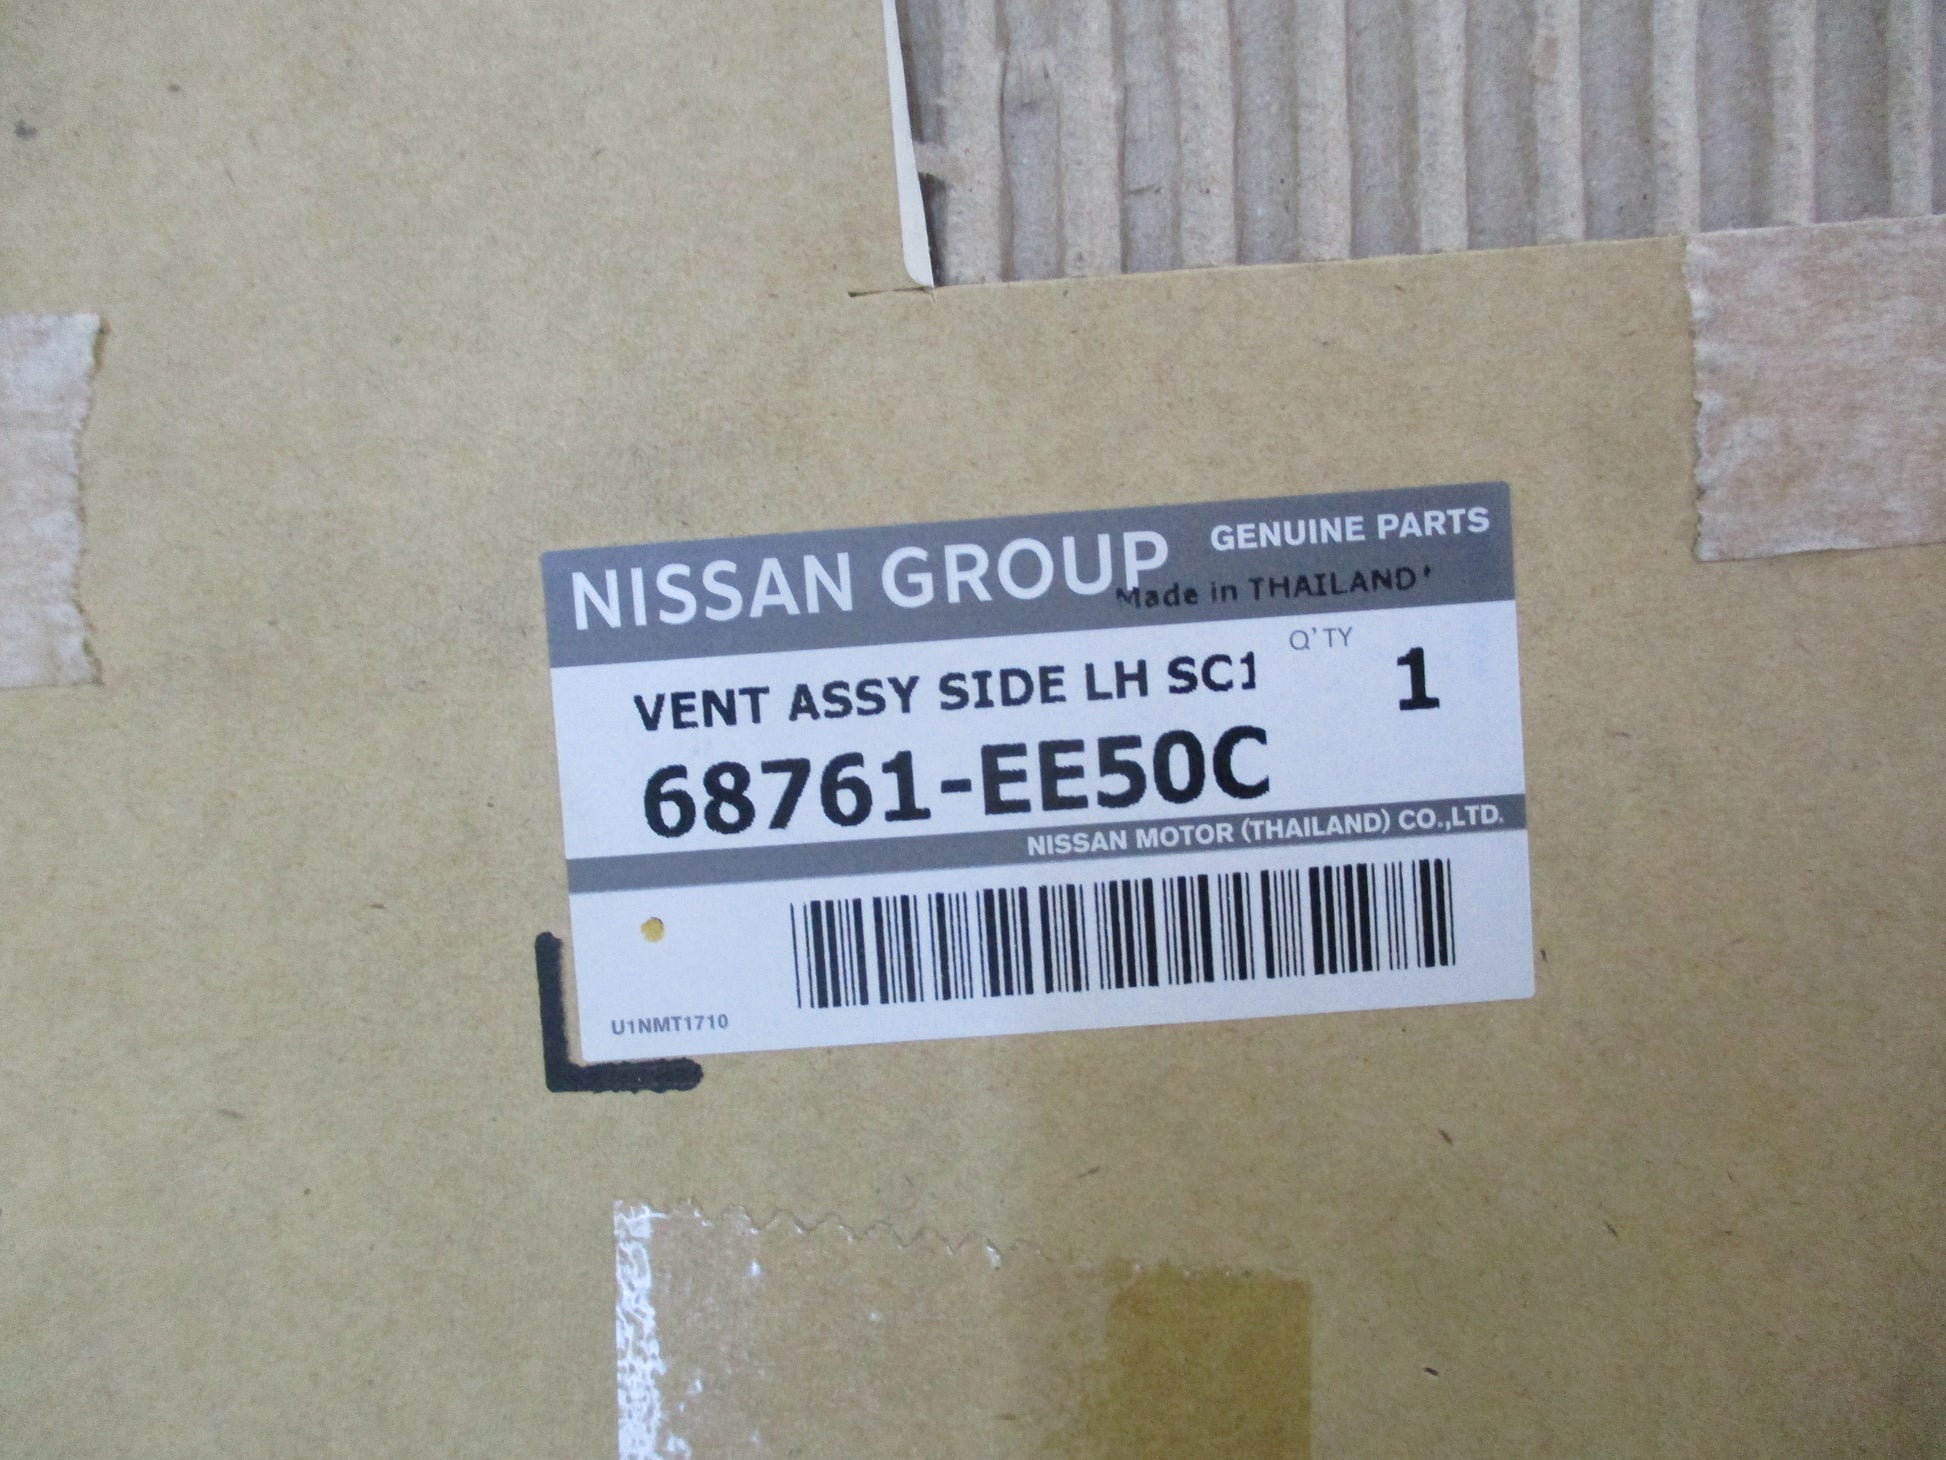 NISSAN GROUP GENUINE PARTS
Made in THAILAND
VENT ASSY SIDE LH SC1 Q'TY 1
68761-EE50C
NISSAN MOTOR (THAILAND) CO.,LTD.
U1NMT1710